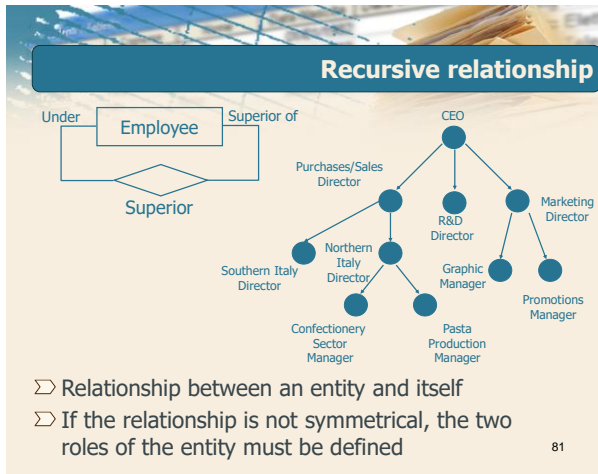 Recursive relationship
Under
Employee
Superior of
Superior
CEO
Purchases/Sales
Director
R&D
Director
Marketing
Director
Southern Italy
Director
Northern
Italy
Director
Graphic
Manager
Promotions
Manager
Confectionery
Sector
Manager
Pasta
Production
Manager
Relationship between an entity and itself
If the relationship is not symmetrical, the two
roles of the entity must be defined
81